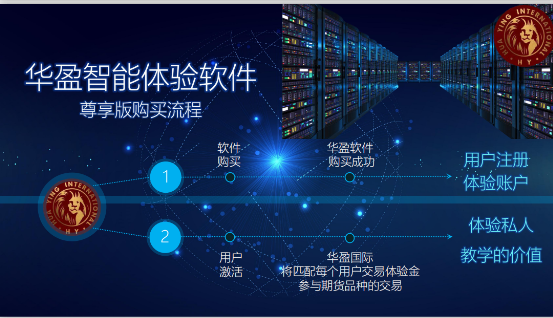 华盈智能体验软件
尊享版购买流程
HUA YING INTERNATIONAL
HY
1
软件
购买
华盈软件
购买成功
用户注册
体验账户
YING INTERNATIONAL
2
用户
激活
华盈国际
将匹配每个用户交易体验金
参与期货品种的交易
体验私人
教学的价值